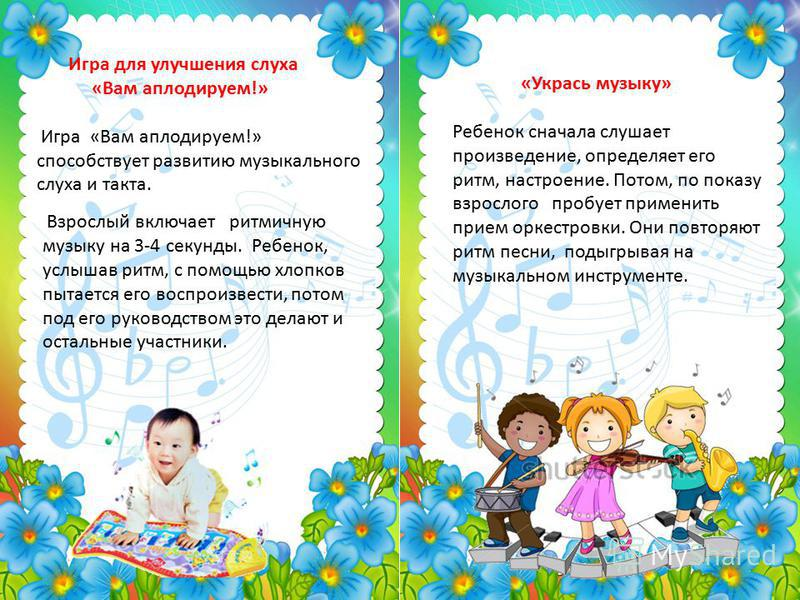 Игра для улучшения слуха
«Вам аплодируем!»
Игра «Вам аплодируем!»
способствует развитию музыкального
слуха и такта.
Взрослый включает ритмичную
музыку на 3-4 секунды. Ребенок,
услышав ритм, с помощью хлопков
пытается его воспроизвести, потом
под его руководством это делают и
остальные участники.
«Укрась музыку»
Ребенок сначала слушает
произведение, определяет его
ритм, настроение. Потом, по показу
взрослого пробует применить
прием оркестровки. Они повторяют
ритм песни, подыгрывая на
музыкальном инструменте.
shutterstock
MyShared